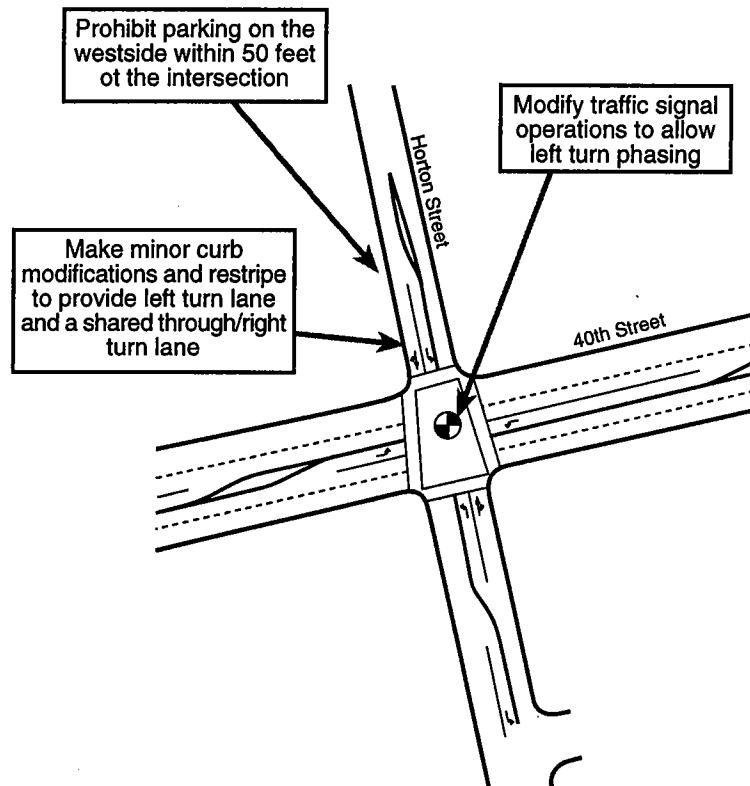 Prohibit parking on the
westside within 50 feet
ot the intersection
Modify traffic signal
operations to allow
left turn phasing
Horton Street
Make minor curb
modifications and restripe
to provide left turn lane
and a shared through/right
turn lane
40th Street